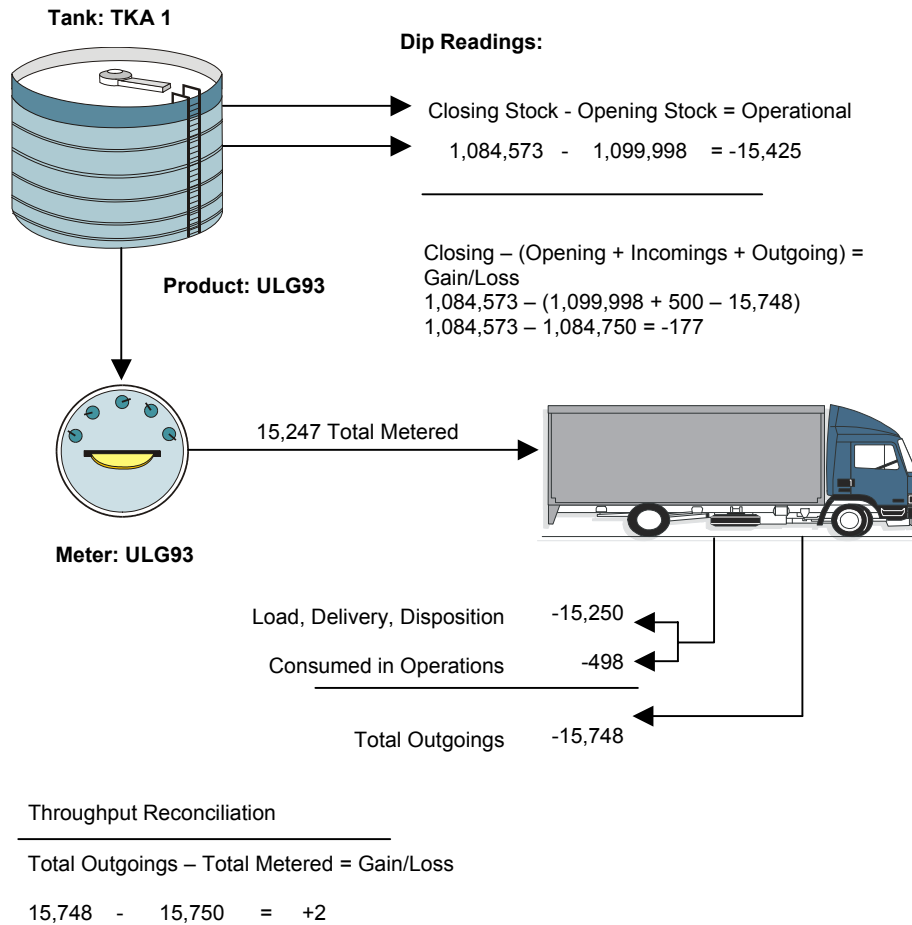 Tank: TKA 1
Dip Readings:
Closing Stock - Opening Stock = Operational
1,084,573 - 1,099,998 = -15,425
Closing – (Opening + Incomings + Outgoing) =
Gain/Loss
1,084,573 – (1,099,998 + 500 – 15,748)
1,084,573 – 1,084,750 = -177
Product: ULG93
15,247 Total Metered
Meter: ULG93
Load, Delivery, Disposition -15,250
Consumed in Operations -498
Total Outgoings -15,748
Throughput Reconciliation
Total Outgoings – Total Metered = Gain/Loss
15,748 - 15,750 = +2